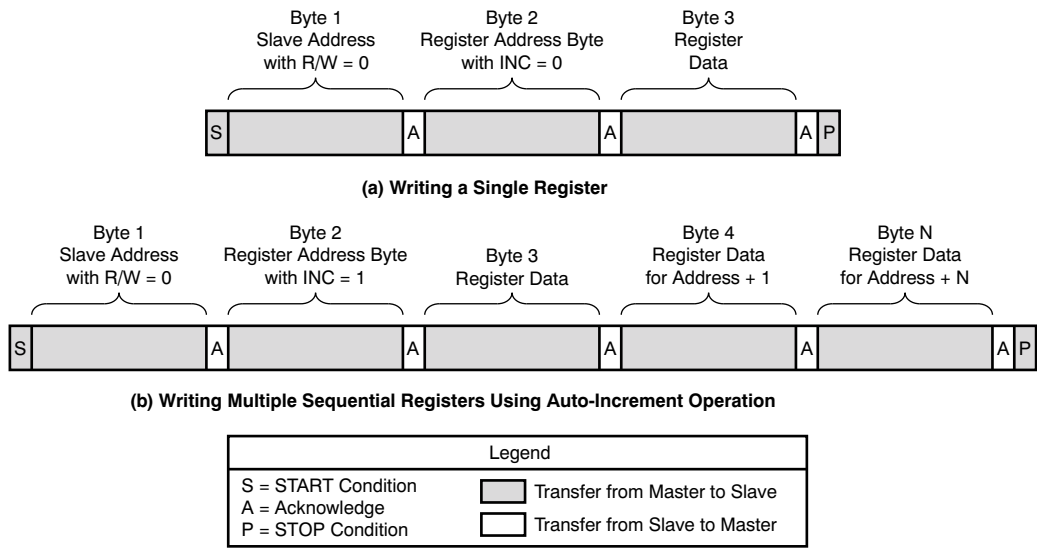 Byte 1
Slave Address
with R/W = 0
Byte 2
Register Address Byte
with INC = 0
Byte 3
Register
Data
S
A
A
A
P
(a) Writing a Single Register
Byte 1
Slave Address
with R/W = 0
Byte 2
Register Address Byte
with INC = 1
Byte 3
Register Data
Byte 4
Register Data
for Address + 1
Byte N
Register Data
for Address + N
S
A
A
A
A
A
P
(b) Writing Multiple Sequential Registers Using Auto-Increment Operation
Legend
S = START Condition
A = Acknowledge
P = STOP Condition
Transfer from Master to Slave
Transfer from Slave to Master